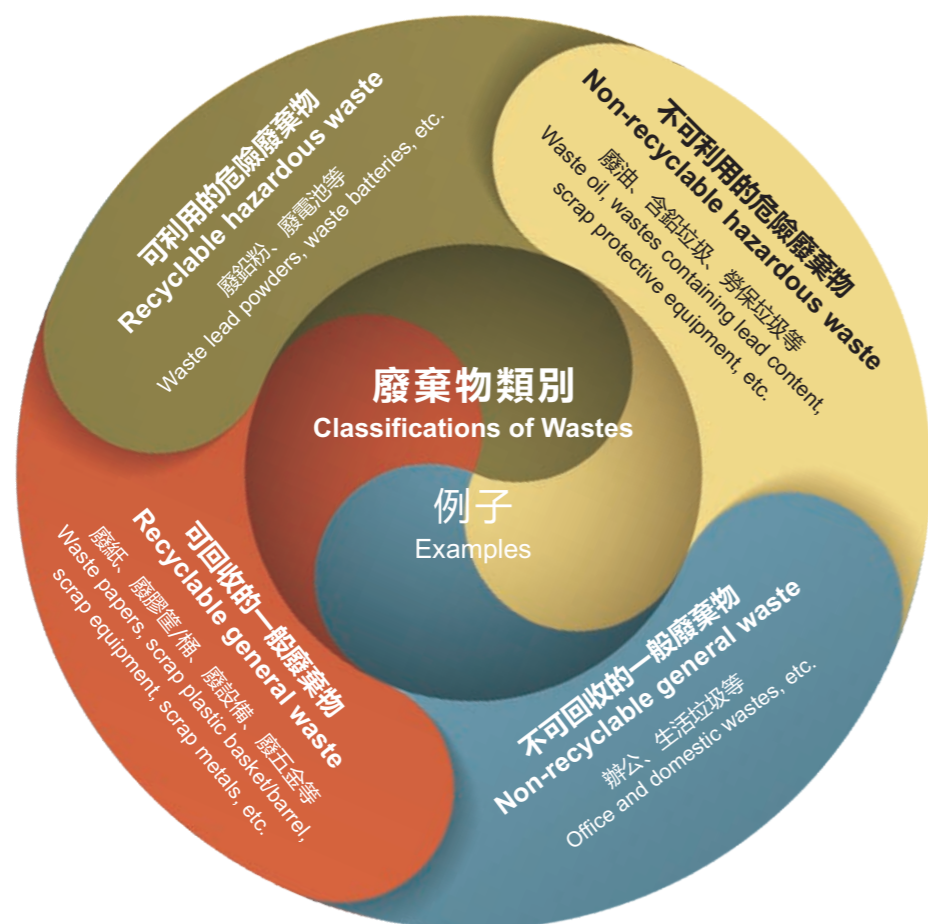 廢棄物類別
Classifications of Wastes
例子
Examples
可利用的危險廢棄物
Recyclable hazardous waste
廢鉛粉、廢電池等
Waste lead powders, waste batteries, etc.
不可利用的危險廢棄物
Non-recyclable hazardous waste
廢油、含鉛垃圾、勞保垃圾等
Waste oil, wastes containing lead content,
scrap protective equipment, etc.
可回收的一般廢棄物
Recyclable general waste
廢紙、廢膠筐/桶、廢設備、廢五金等
Waste papers, scrap plastic basket/barrel,
scrap equipment, scrap metals, etc.
不可回收的一般廢棄物
Non-recyclable general waste
辦公、生活垃圾等
Office and domestic wastes, etc.